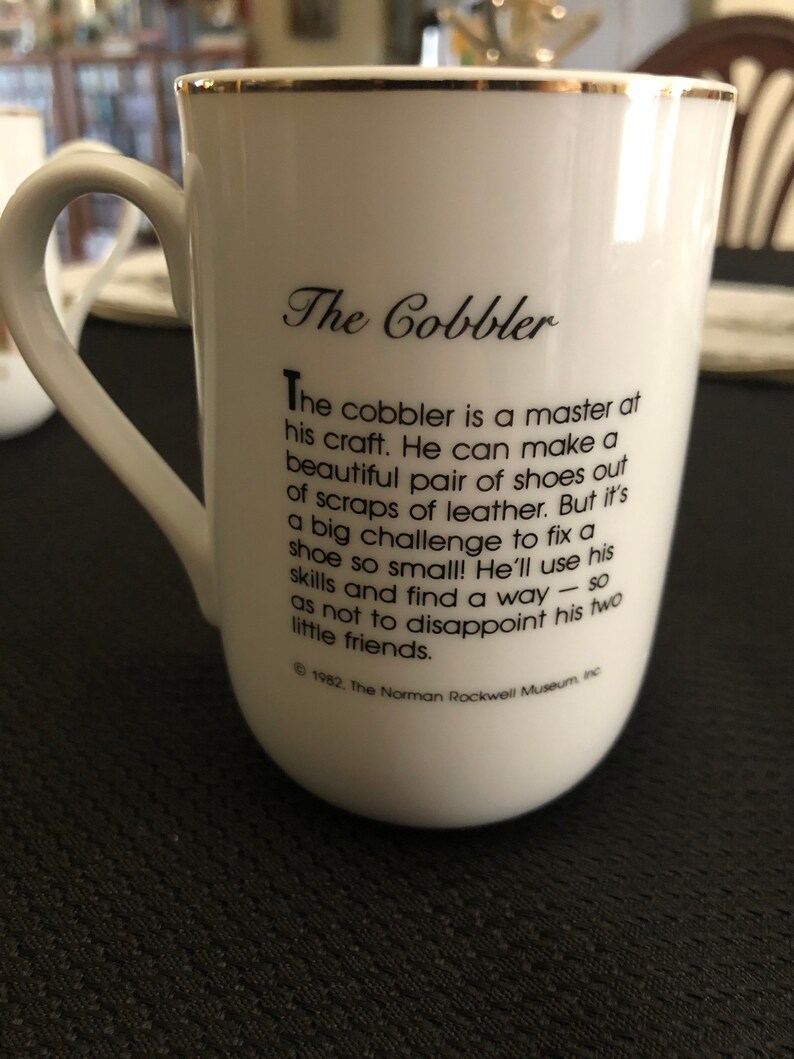 The Cobbler
The cobbler is a master at
his craft. He can make a
beautiful pair of shoes out
of scraps of leather. But it's
a big challenge to fix a
shoe so small! He'll use his
skills and find a way — so
as not to disappoint his two
little friends.
© 1982, The Norman Rockwell Museum, Inc.